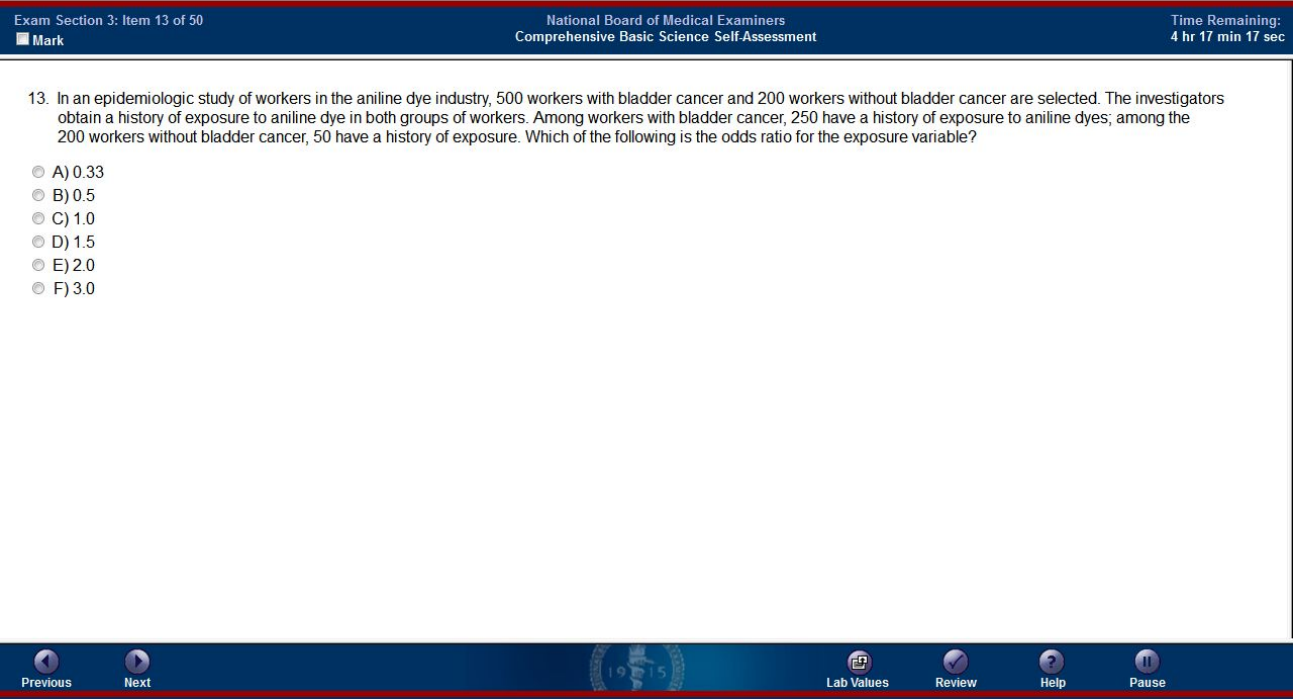 Exam Section 3: Item 13 of 50
National Board of Medical Examiners
Time Remaining:
Mark
Comprehensive Basic Science Self-Assessment
4 hr 17 min 17 sec
13. In an epidemiologic study of workers in the aniline dye industry, 500 workers with bladder cancer and 200 workers without bladder cancer are selected. The investigators
obtain a history of exposure to aniline dye in both groups of workers. Among workers with bladder cancer, 250 have a history of exposure to aniline dyes; among the
200 workers without bladder cancer, 50 have a history of exposure. Which of the following is the odds ratio for the exposure variable?
A) 0.33
B) 0.5
C) 1.0
D) 1.5
E) 2.0
F) 3.0
1915
Previous
Next
Lab Values
Review
Help
Pause